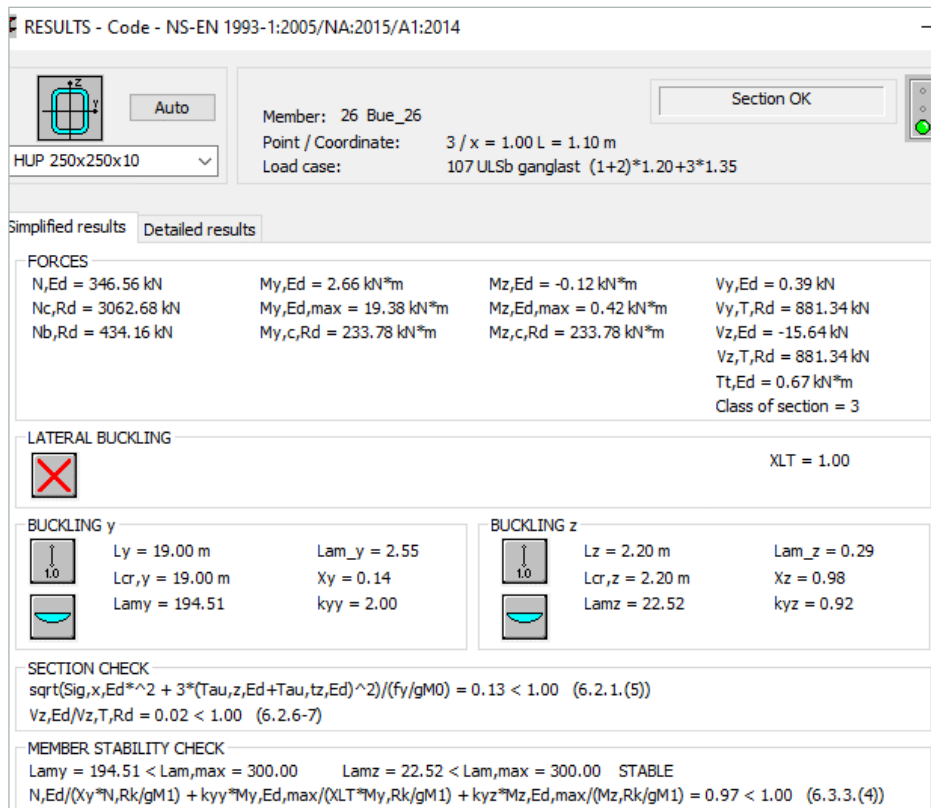 RESULTS - Code - NS-EN 1993-1:2005/NA:2015/A1:2014
z
y
Auto
HUP 250x250x10
Section OK
Member: 26 Bue_26
Point / Coordinate: 3 / x = 1.00 L = 1.10 m
Load case: 107 ULSb ganglast (1+2)*1.20+3*1.35
Simplified results Detailed results
FORCES
N,Ed = 346.56 kN My,Ed = 2.66 kN*m Mz,Ed = -0.12 kN*m Vy,Ed = 0.39 kN
Nc,Rd = 3062.68 kN My,Ed,max = 19.38 kN*m Mz,Ed,max = 0.42 kN*m Vy,T,Rd = 881.34 kN
Nb,Rd = 434.16 kN My,c,Rd = 233.78 kN*m Mz,c,Rd = 233.78 kN*m Vz,Ed = -15.64 kN
Vz,T,Rd = 881.34 kN
Tt,Ed = 0.67 kN*m
Class of section = 3
LATERAL BUCKLING
XLT = 1.00
BUCKLING y
1.0
Ly = 19.00 m Lam_y = 2.55
Lcr,y = 19.00 m Xy = 0.14
Lamy = 194.51 kyy = 2.00
BUCKLING z
1.0
Lz = 2.20 m Lam_z = 0.29
Lcr,z = 2.20 m Xz = 0.98
Lamz = 22.52 kyz = 0.92
SECTION CHECK
sqrt(Sig,x,Ed*^2 + 3*(Tau,z,Ed+Tau,tz,Ed)^2)/(fy/gM0) = 0.13 < 1.00 (6.2.1.(5))
Vz,Ed/Vz,T,Rd = 0.02 < 1.00 (6.2.6-7)
MEMBER STABILITY CHECK
Lamy = 194.51 < Lam,max = 300.00 Lamz = 22.52 < Lam,max = 300.00 STABLE
N,Ed/(Xy*N,Rk/gM1) + kyy*My,Ed,max/(XLT*My,Rk/gM1) + kyz*Mz,Ed,max/(Mz,Rk/gM1) = 0.97 < 1.00 (6.3.3.(4))